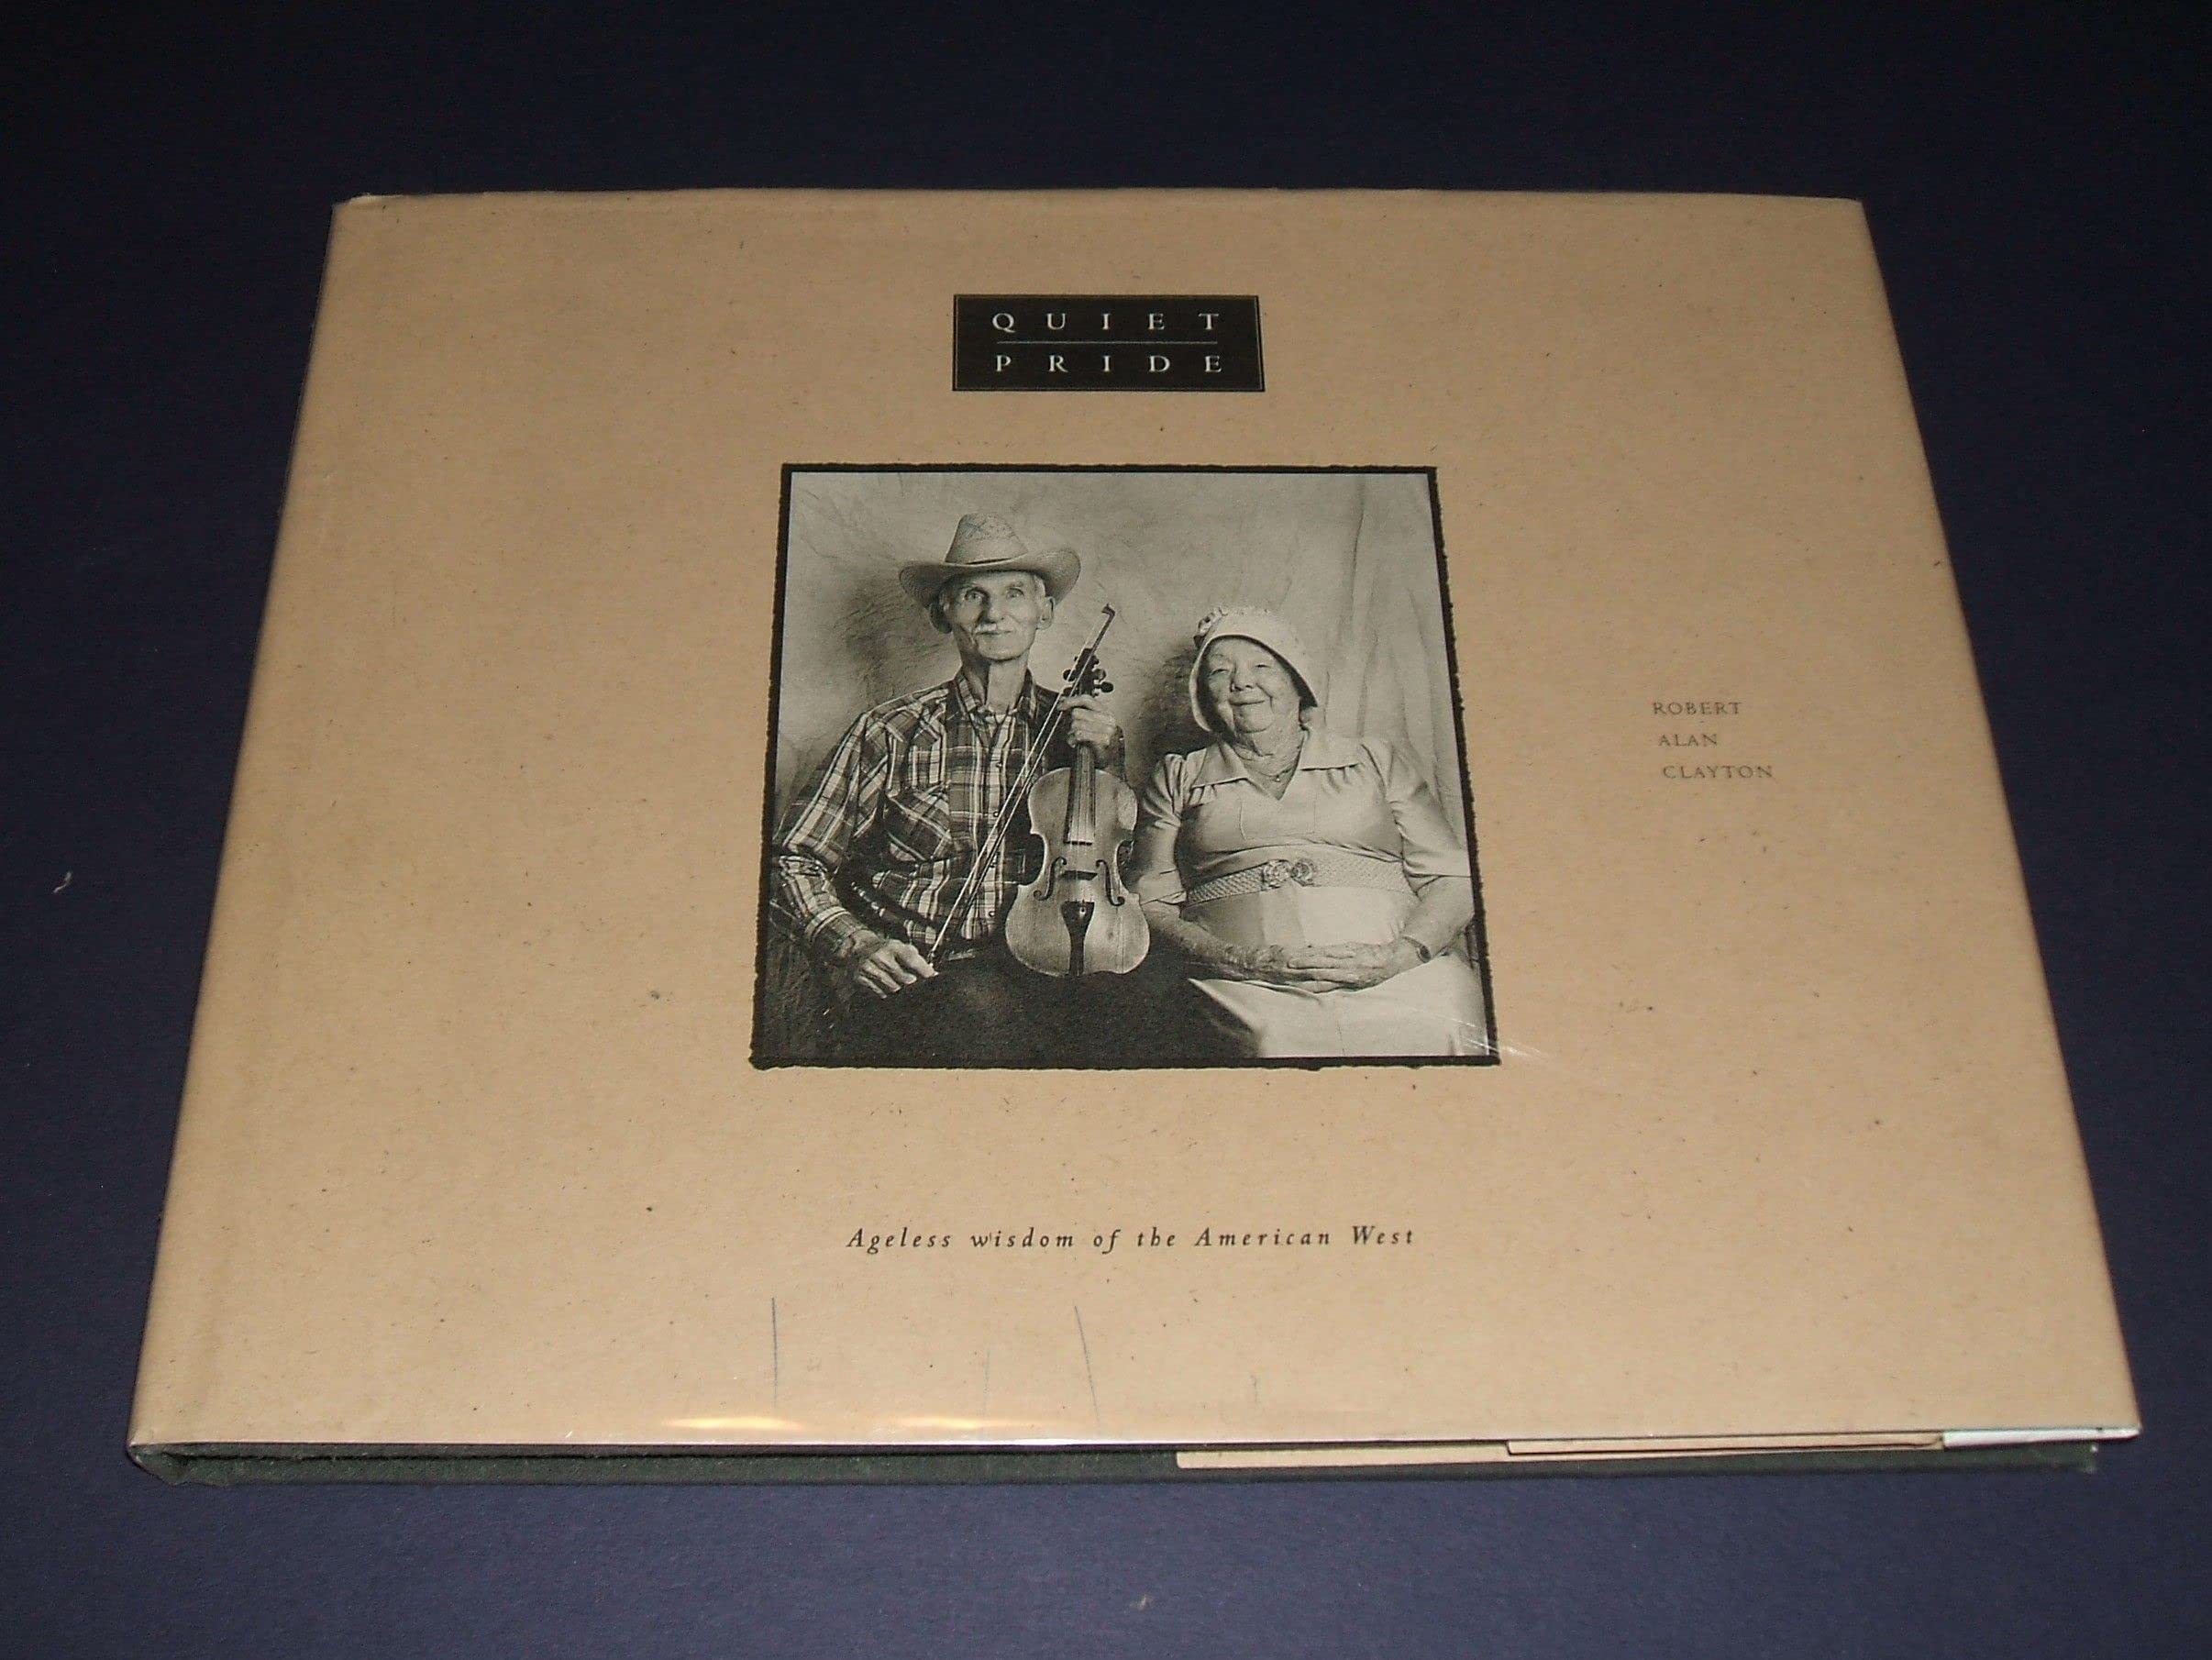 QUIET
PRIDE
ROBERT
ALAN
CLAYTON
Ageless wisdom of the American West